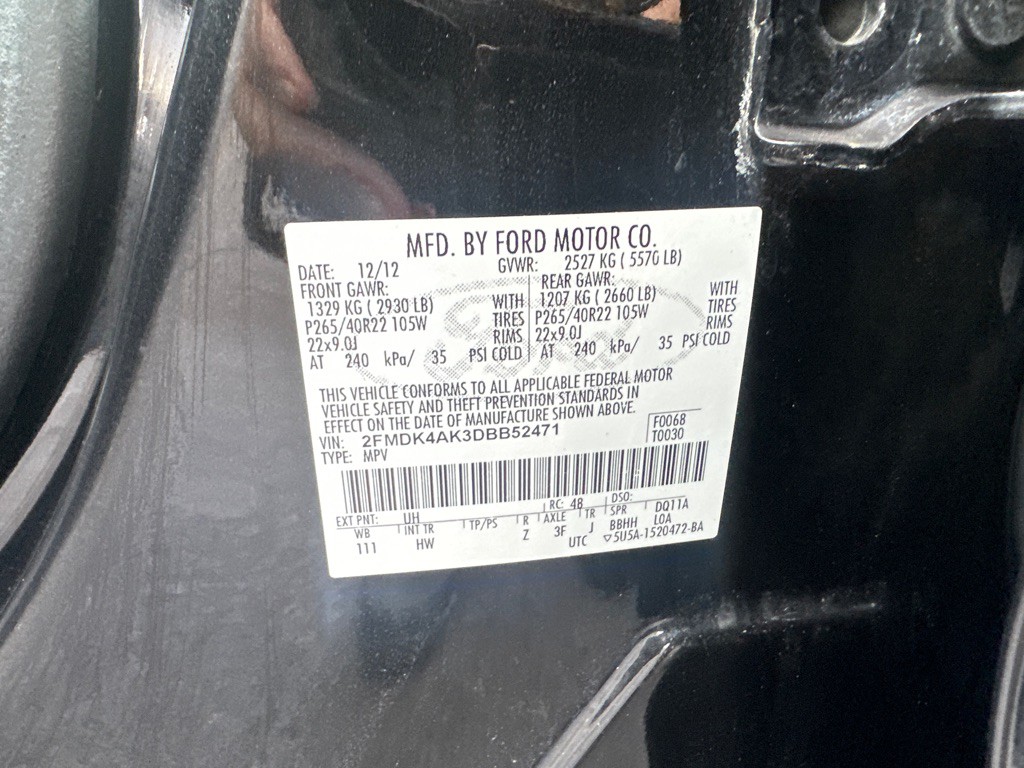 MFD. BY FORD MOTOR CO.
DATE: 12/12 GVWR: 2527 KG ( 5570 LB)
FRONT GAWR: REAR GAWR:
1329 KG ( 2930 LB) WITH 1207 KG ( 2660 LB) WITH
P265/40R22 105W TIRES P265/40R22 105W TIRES
22x9.0J RIMS 22x9.0J RIMS
AT 240 kPa/ 35 PSI COLD AT 240 kPa/ 35 PSI COLD
Ford
THIS VEHICLE CONFORMS TO ALL APPLICABLE FEDERAL MOTOR
VEHICLE SAFETY AND THEFT PREVENTION STANDARDS IN
EFFECT ON THE DATE OF MANUFACTURE SHOWN ABOVE.
VIN: 2FMDK4AK3DBB52471 F0068
TYPE: MPV T0030
EXT PNT: UH RC: 48 DSO:
WB INT TR TP/PS R AXLE TR SPR DQ11A
111 HW Z 3F J BBHH LOA
UTC ▽5U5A-1520472-BA